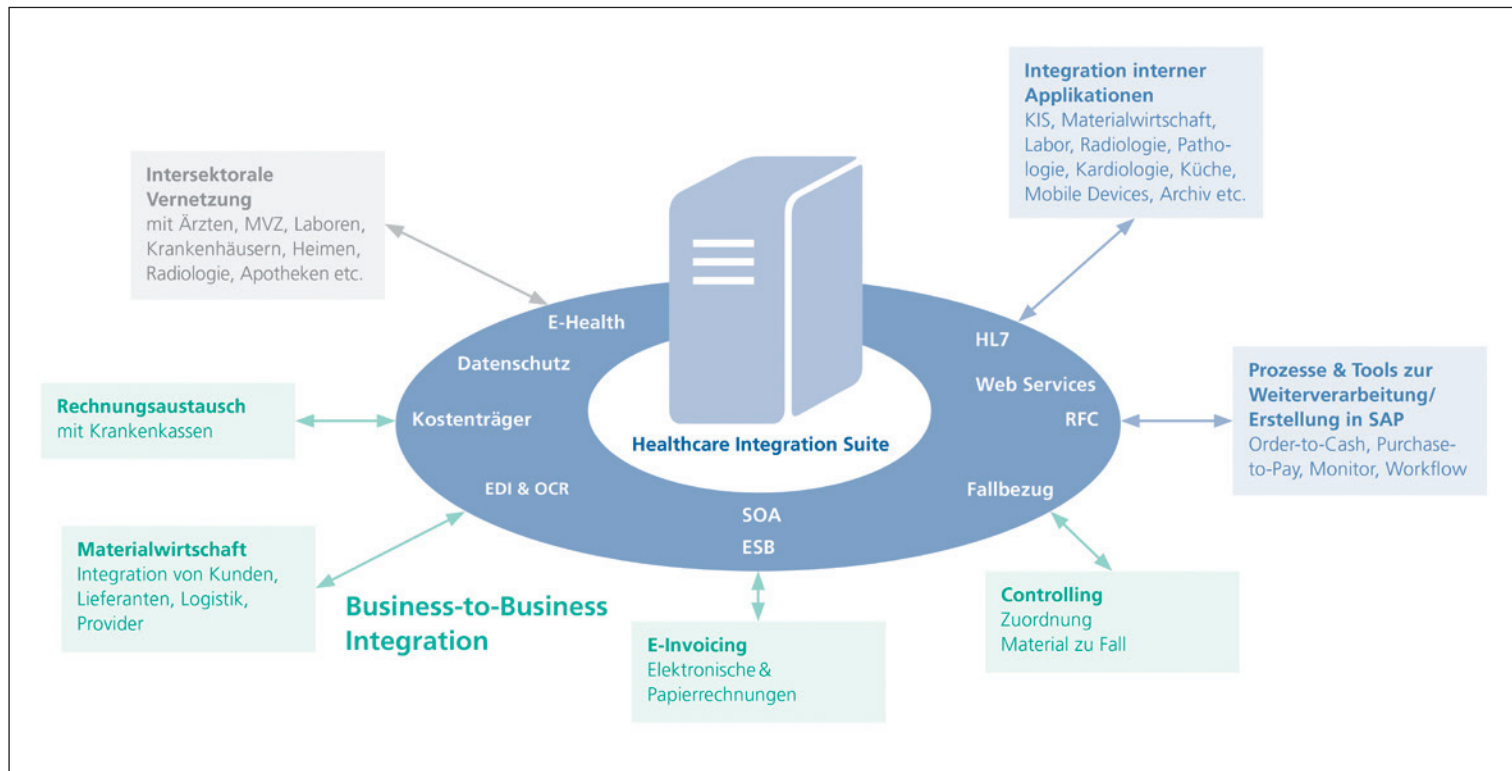 Integration interner
Applikationen
KIS, Materialwirtschaft,
Labor, Radiologie, Patho-
logie, Kardiologie, Küche,
Mobile Devices, Archiv etc.
Intersektorale
Vernetzung
mit Ärzten, MVZ, Laboren,
Krankenhäusern, Heimen,
Radiologie, Apotheken etc.
E-Health
HL7
Datenschutz
Web Services
Kostenträger
RFC
Healthcare Integration Suite
EDI & OCR
Fallbezug
SOA
ESB
Rechnungsaustausch
mit Krankenkassen
Prozesse & Tools zur
Weiterverarbeitung/
Erstellung in SAP
Order-to-Cash, Purchase-
to-Pay, Monitor, Workflow
Materialwirtschaft
Integration von Kunden,
Lieferanten, Logistik,
Provider
Business-to-Business
Integration
E-Invoicing
Elektronische &
Papierrechnungen
Controlling
Zuordnung
Material zu Fall